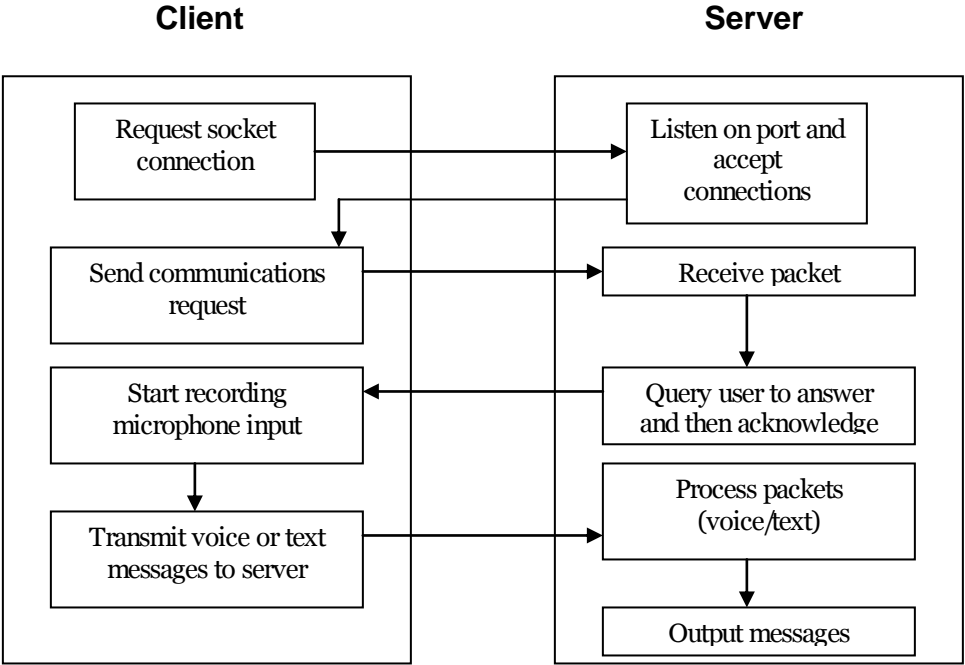 Client
Server
Request socket
connection
Listen on port and
accept
connections
Send communications
request
Receive packet
Start recording
microphone input
Query user to answer
and then acknowledge
Transmit voice or text
messages to server
Process packets
(voice/text)
Output messages